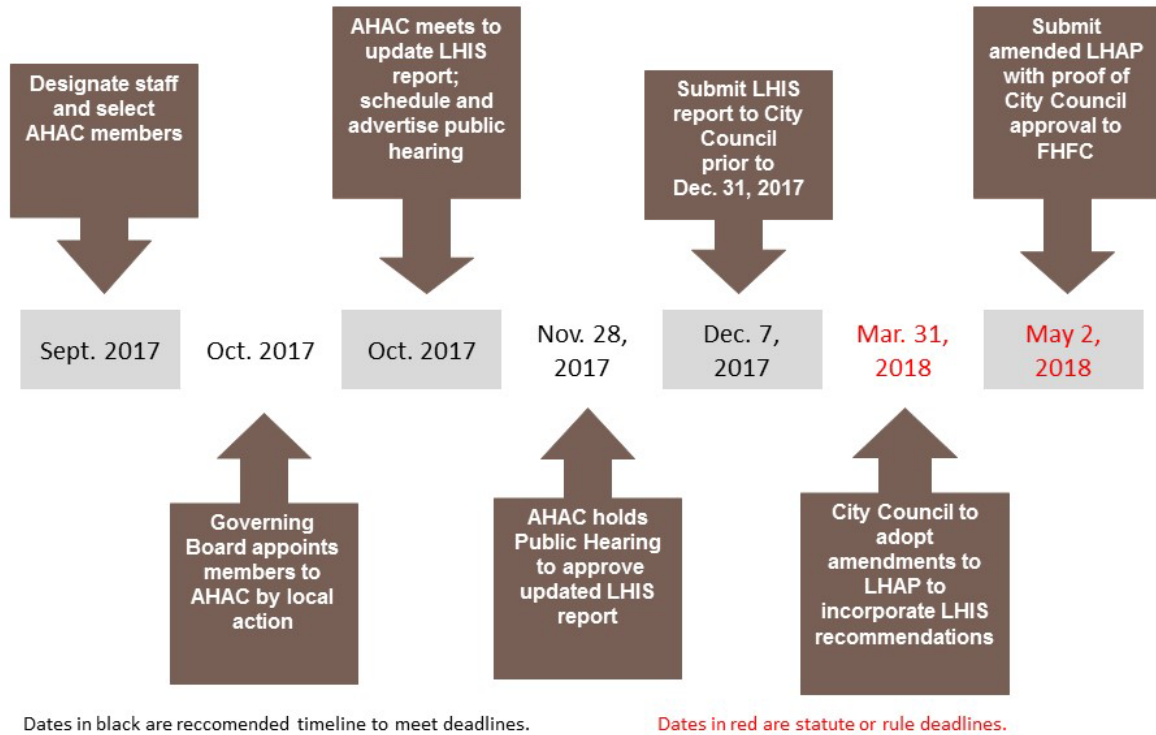 Designate staff
and select
AHAC members
AHAC meets to
update LHIS
report;
schedule and
advertise public
hearing
Submit LHIS
report to City
Council
prior to
Dec. 31, 2017
Submit
amended LHAP
with proof of
City Council
approval to
FHFC
Sept. 2017
Oct. 2017
Oct. 2017
Nov. 28,
2017
Dec. 7,
2017
Mar. 31,
2018
May 2,
2018
Governing
Board appoints
members to
AHAC by local
action
AHAC holds
Public Hearing
to approve
updated LHIS
report
City Council to
adopt
amendments to
LHAP to
incorporate LHIS
recommendations
Dates in black are reccomended timeline to meet deadlines.
Dates in red are statute or rule deadlines.